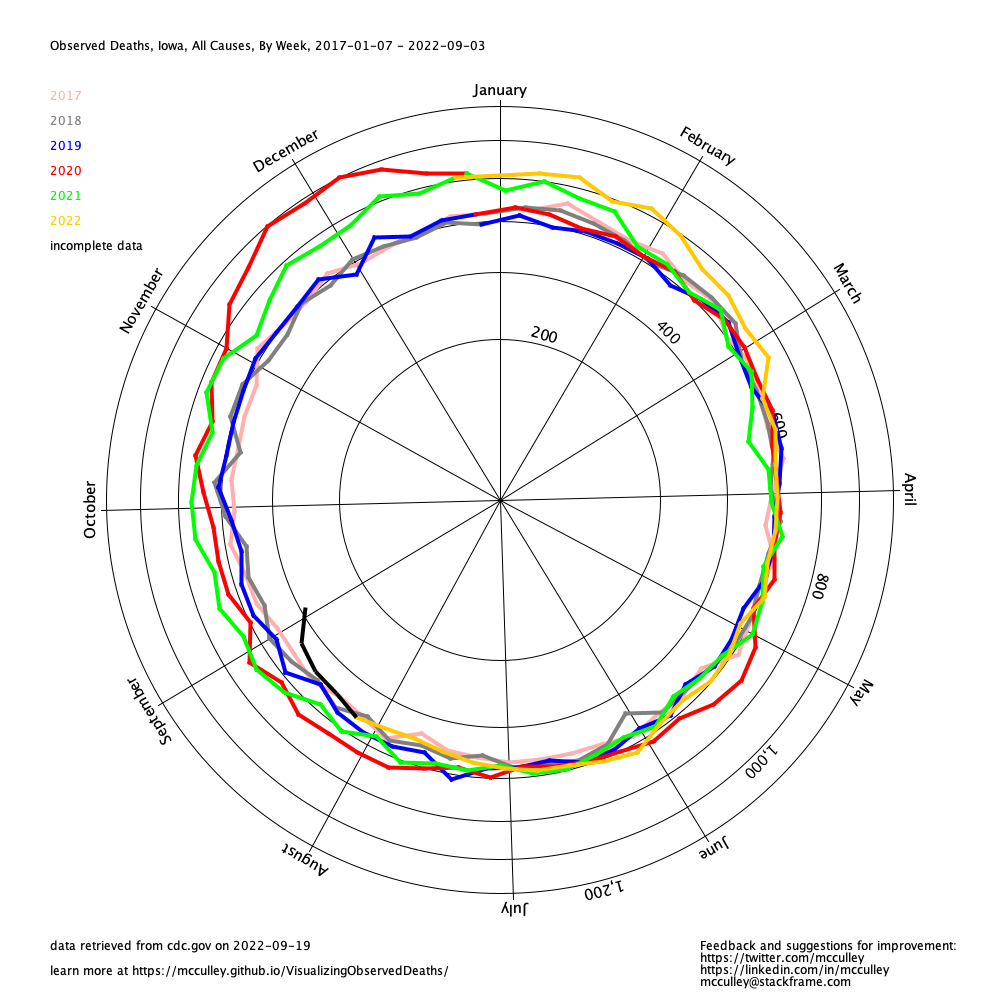 Observed Deaths, Iowa, All Causes, By Week, 2017-01-07 - 2022-09-03
2017
2018
2019
2020
2021
2022
incomplete data
January
February
March
April
May
June
July
August
September
October
November
December
200
400
600
800
1,000
1,200
data retrieved from cdc.gov on 2022-09-19
learn more at https://mcculley.github.io/VisualizingObservedDeaths/
Feedback and suggestions for improvement:
https://twitter.com/mcculley
https://linkedin.com/in/mcculley
mcculley@stackframe.com